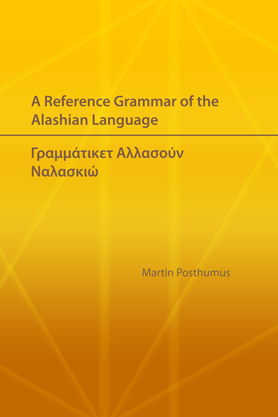 A Reference Grammar of the
Alashian Language
Γραμμάτικετ Αλλασούν
Ναλασκιώ
Martin Posthumus